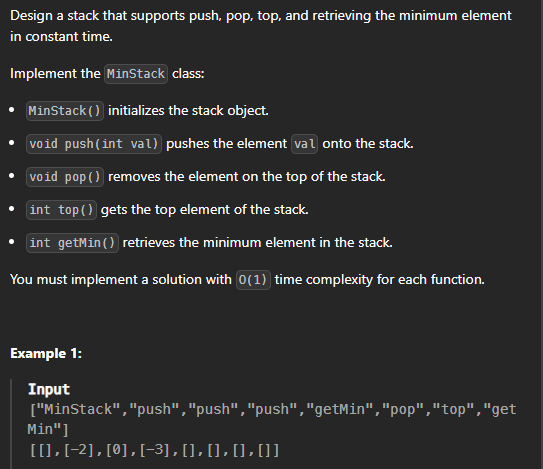 Design a stack that supports push, pop, top, and retrieving the minimum element
in constant time.
Implement the MinStack class:
• MinStack() initializes the stack object.
• void push(int val) pushes the element val onto the stack.
• void pop() removes the element on the top of the stack.
• int top() gets the top element of the stack.
• int getMin() retrieves the minimum element in the stack.
You must implement a solution with O(1) time complexity for each function.
Example 1:
Input
["MinStack","push","push","push","getMin","pop","top","get
Min"]
[[],[-2],[0],[-3],[],[],[],[]]